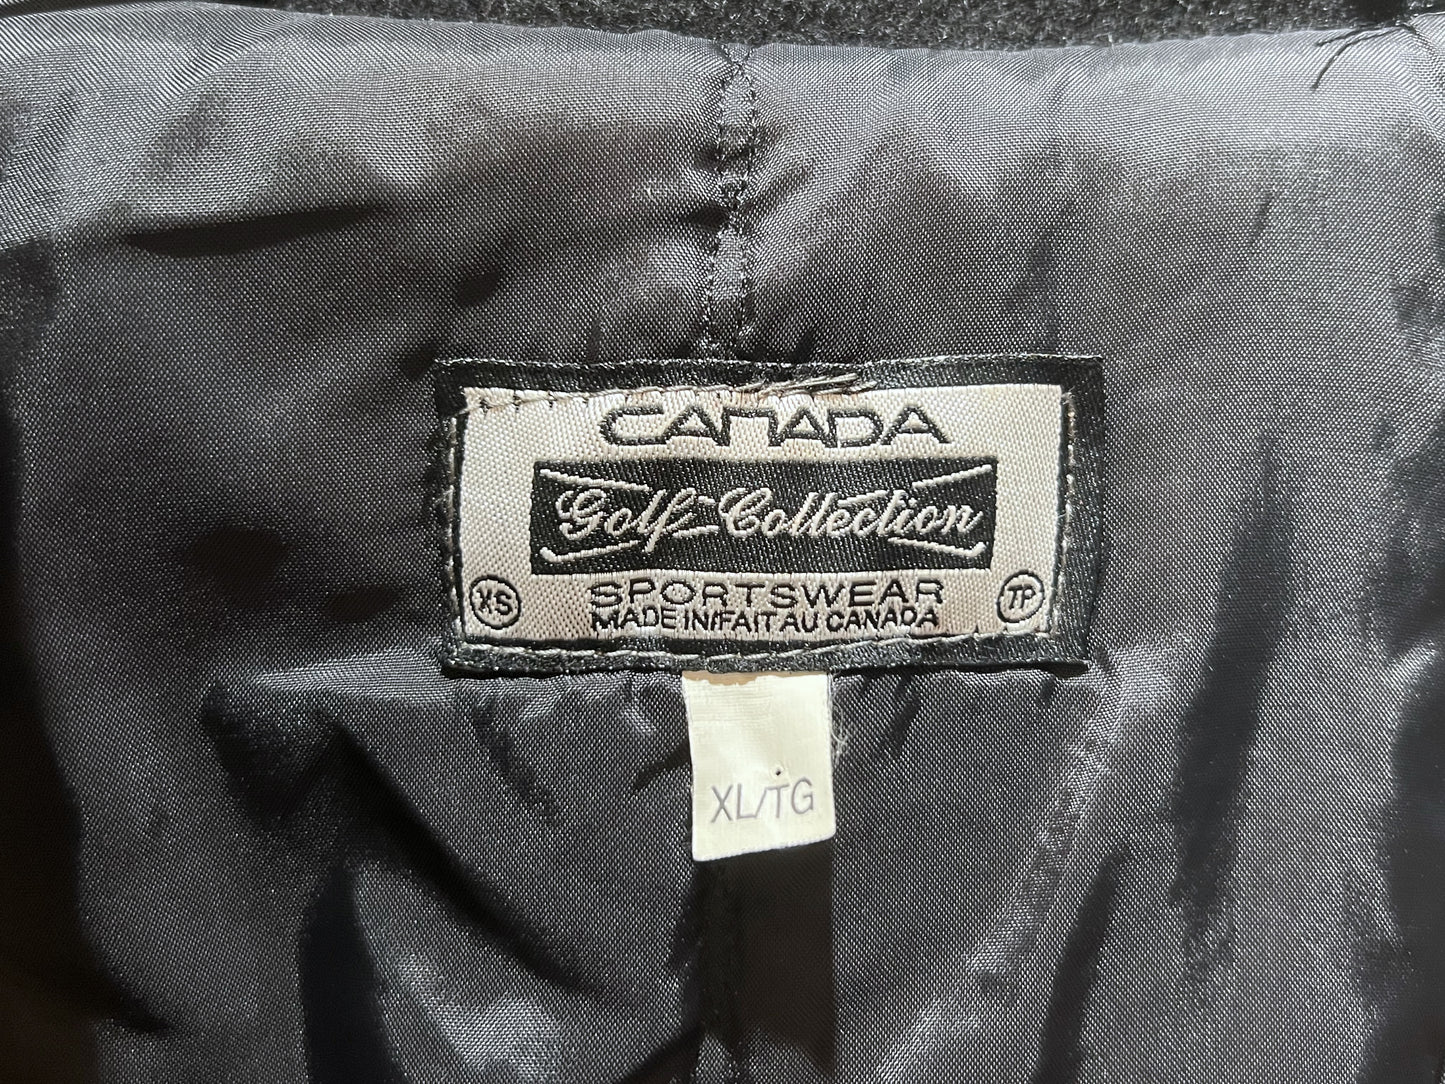 CANADA
Golf Collection
XS
SPORTSWEAR
TP
MADE IN/FAIT AU CANADA
XL/TG